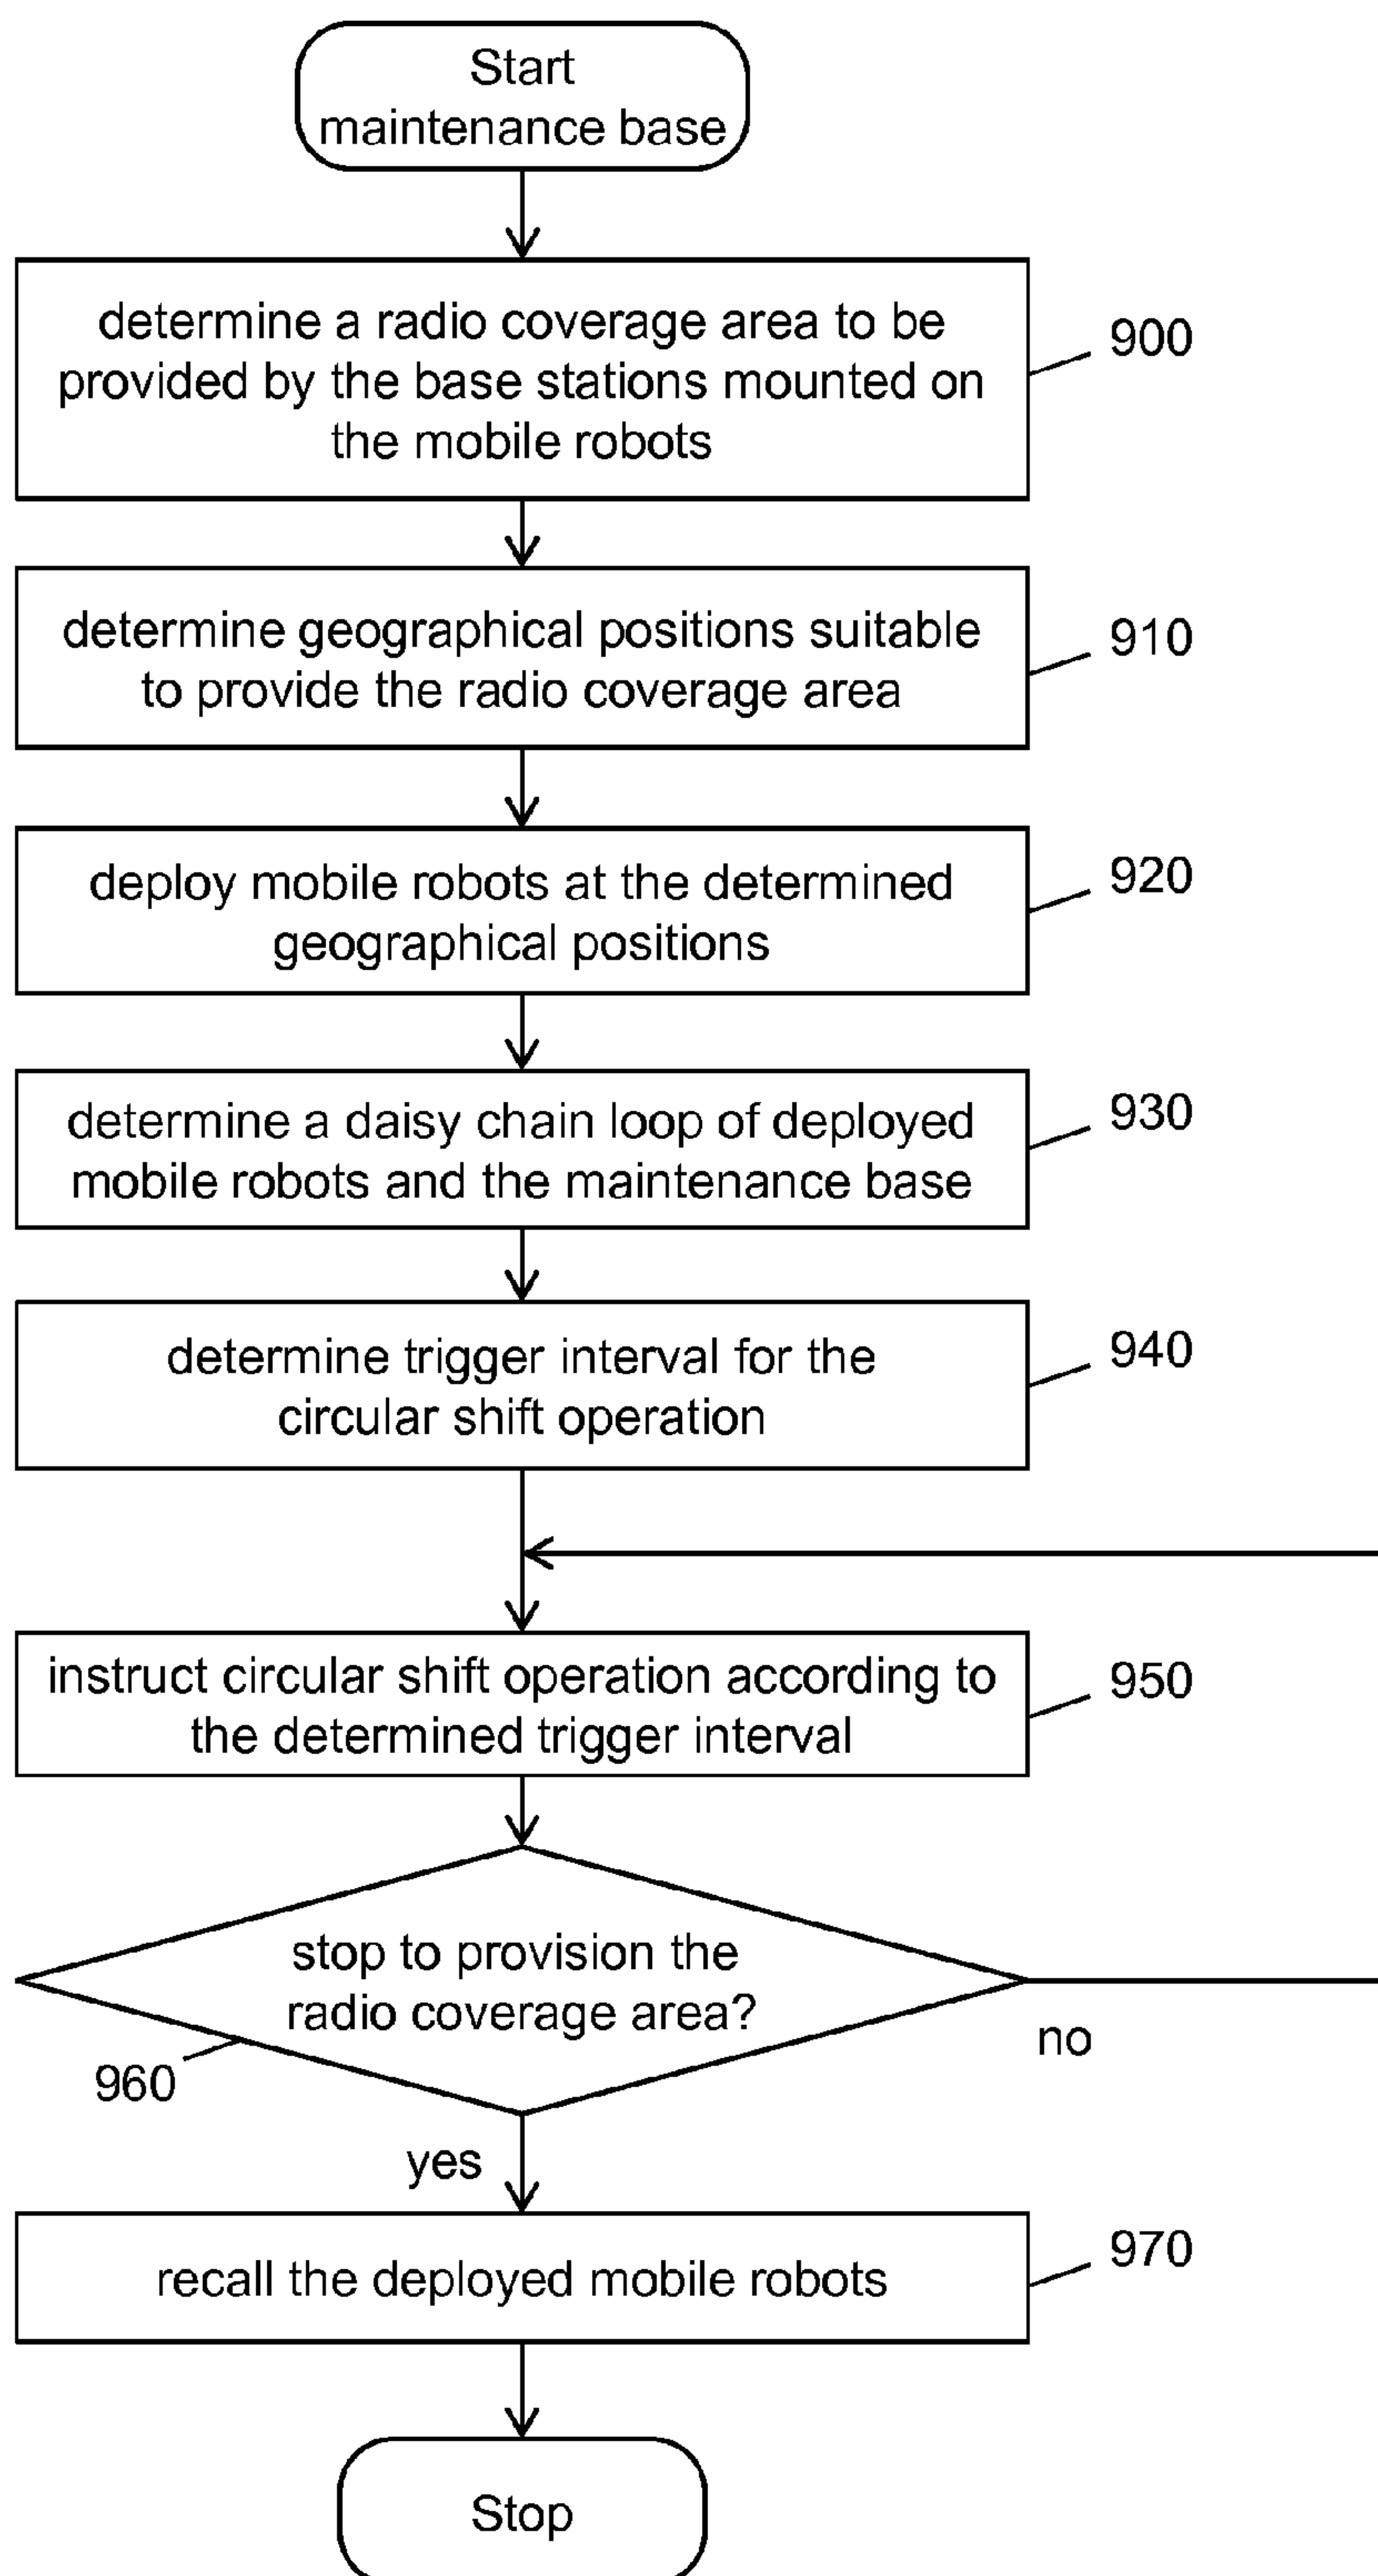 Start
maintenance base
determine a radio coverage area to be
provided by the base stations mounted on
the mobile robots
900
determine geographical positions suitable
to provide the radio coverage area
910
deploy mobile robots at the determined
geographical positions
920
determine a daisy chain loop of deployed
mobile robots and the maintenance base
930
determine trigger interval for the
circular shift operation
940
instruct circular shift operation according to
the determined trigger interval
950
stop to provision the
radio coverage area?
960
no
yes
recall the deployed mobile robots
970
Stop